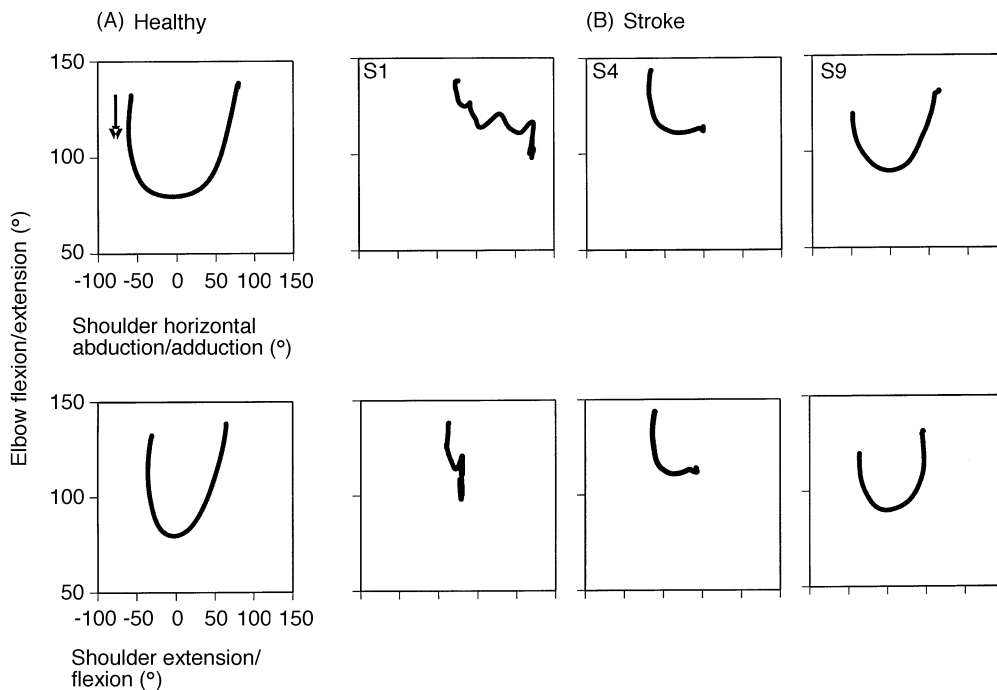 (A) Healthy
(B) Stroke
Elbow flexion/extension (°)
150
100
50
-100 -50 0 50 100 150
Shoulder horizontal
abduction/adduction (°)
S1
S4
S9
150
100
50
-100 -50 0 50 100 150
Shoulder extension/
flexion (°)